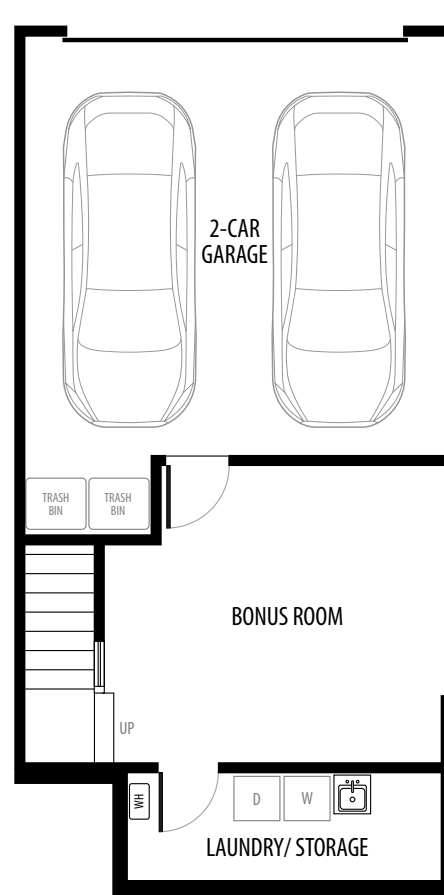 2-CAR
GARAGE
TRASH
BIN
TRASH
BIN
BONUS ROOM
UP
WH
D
W
LAUNDRY/ STORAGE